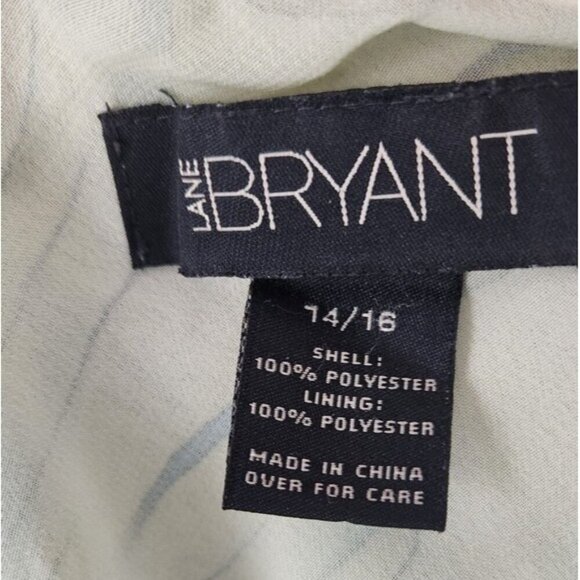 LANE BRYANT
14/16
SHELL:
100% POLYESTER
LINING:
100% POLYESTER
MADE IN CHINA
OVER FOR CARE